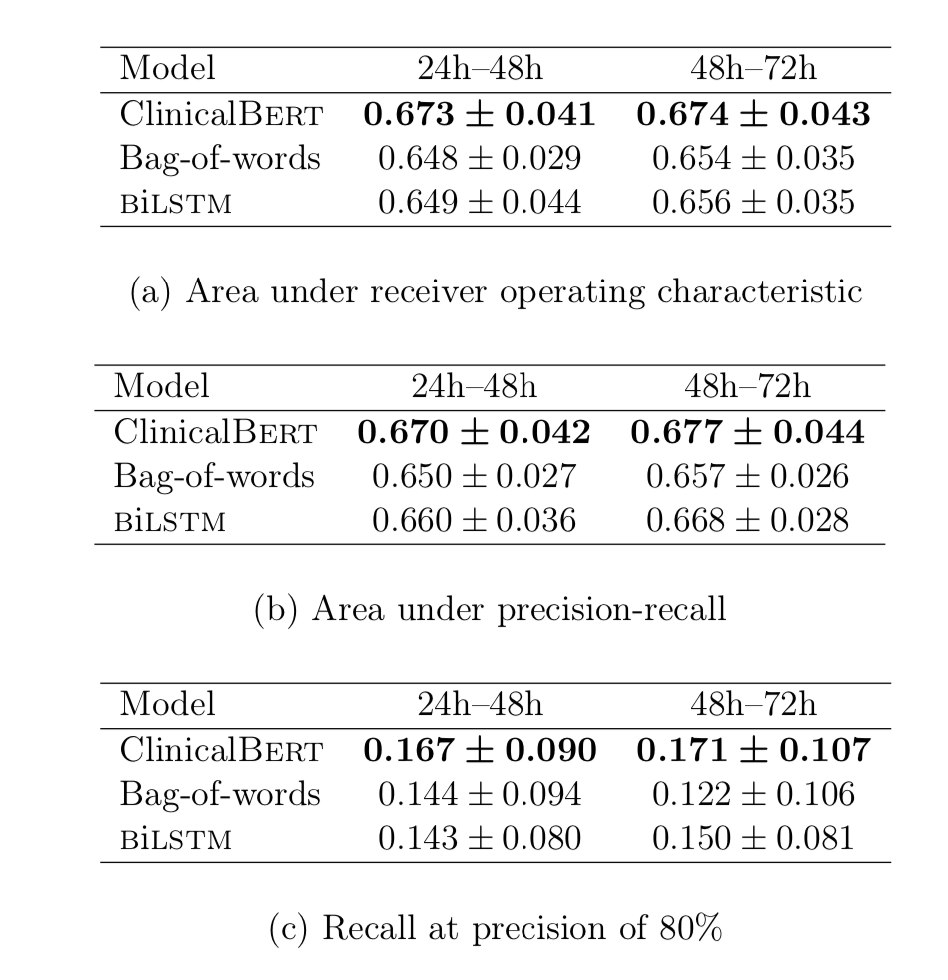 Model 24h–48h 48h–72h
ClinicalBERT 0.673 ± 0.041 0.674 ± 0.043
Bag-of-words 0.648 ± 0.029 0.654 ± 0.035
BiLSTM 0.649 ± 0.044 0.656 ± 0.035
(a) Area under receiver operating characteristic
Model 24h–48h 48h–72h
ClinicalBERT 0.670 ± 0.042 0.677 ± 0.044
Bag-of-words 0.650 ± 0.027 0.657 ± 0.026
BiLSTM 0.660 ± 0.036 0.668 ± 0.028
(b) Area under precision-recall
Model 24h–48h 48h–72h
ClinicalBERT 0.167 ± 0.090 0.171 ± 0.107
Bag-of-words 0.144 ± 0.094 0.122 ± 0.106
BiLSTM 0.143 ± 0.080 0.150 ± 0.081
(c) Recall at precision of 80%